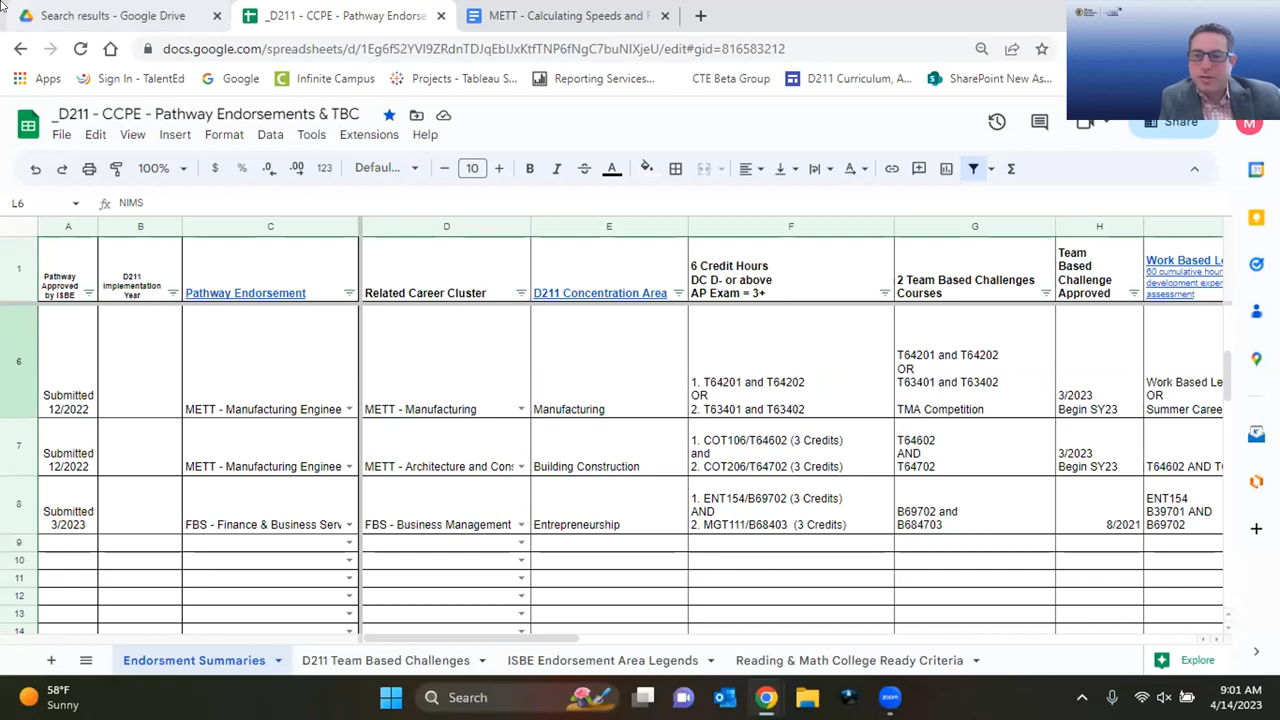 Search results - Google Drive
_D211 - CCPE - Pathway Endorse
METT - Calculating Speeds and F
docs.google.com/spreadsheets/d/1Eg6fS2YVI9ZRdnTDJqEbIJxKtfTNP6fNgC7buNIXjeU/edit#gid=816583212
Apps
Sign In - TalentEd
Google
Infinite Campus
Projects - Tableau S...
Reporting Services...
CTE Beta Group
D211 Curriculum, A...
SharePoint New As...
_D211 - CCPE - Pathway Endorsements & TBC
File Edit View Insert Format Data Tools Extensions Help
Share
M
100% $ % .0 .00 123 Defaul... 10 B I A
L6 NIMS
A B C D E F G H
1
Pathway
Approved
by ISBE
D211
Implementation
Year
Pathway Endorsement
Related Career Cluster
D211 Concentration Area
6 Credit Hours
DC D- or above
AP Exam = 3+
2 Team Based Challenges
Courses
Team
Based
Challenge
Approved
Work Based Le
60 cumulative hour
development exper
assessment
6
Submitted
12/2022
METT - Manufacturing Enginee
METT - Manufacturing
Manufacturing
1. T64201 and T64202
OR
2. T63401 and T63402
T64201 and T64202
OR
T63401 and T63402
TMA Competition
3/2023
Begin SY23
Work Based Le
OR
Summer Caree
7
Submitted
12/2022
METT - Manufacturing Enginee
METT - Architecture and Cons
Building Construction
1. COT106/T64602 (3 Credits)
and
2. COT206/T64702 (3 Credits)
T64602
AND
T64702
3/2023
Begin SY23
T64602 AND T
8
Submitted
3/2023
FBS - Finance & Business Serv
FBS - Business Management
Entrepreneurship
1. ENT154/B69702 (3 Credits)
AND
2. MGT111/B68403 (3 Credits)
B69702 and
B684703
8/2021
ENT154
B39701 AND
B69702
9
10
11
12
13
14
Endorsment Summaries
D211 Team Based Challenges
ISBE Endorsement Area Legends
Reading & Math College Ready Criteria
Explore
58°F
Sunny
Search
9:01 AM
4/14/2023